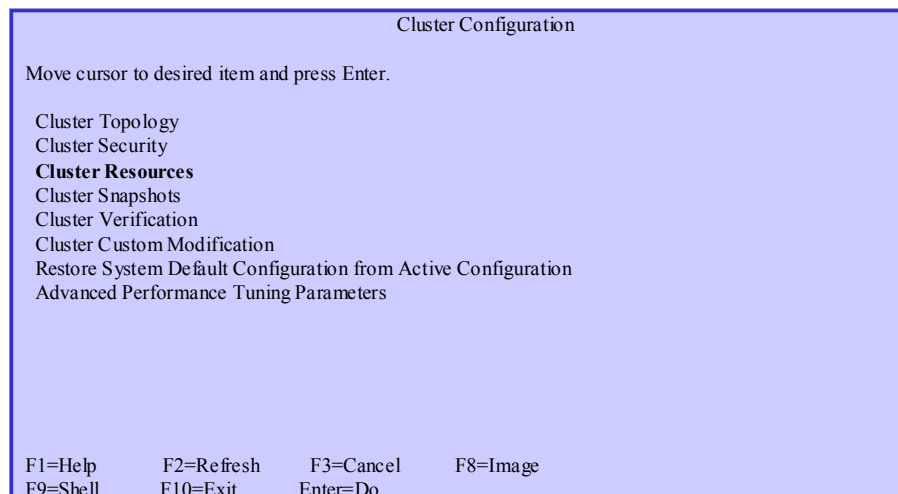 Cluster Configuration
Move cursor to desired item and press Enter.
Cluster Topology
Cluster Security
Cluster Resources
Cluster Snapshots
Cluster Verification
Cluster Custom Modification
Restore System Default Configuration from Active Configuration
Advanced Performance Tuning Parameters
F1=Help F2=Refresh F3=Cancel F8=Image
F9=Shell F10=Exit Enter=Do